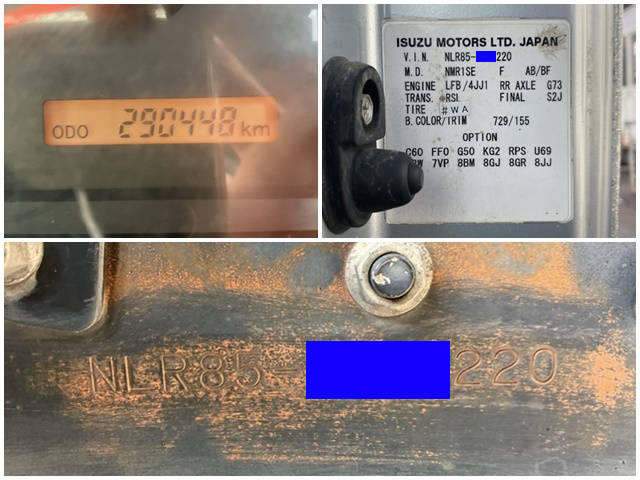 ODO 290448 km
ISUZU MOTORS LTD. JAPAN
V.I.N. NLR85- 220
M.D. NMR1SE F AB/BF
ENGINE LFB/4JJ1 RR AXLE G73
TRANS. RSI FINAL S2J
TIRE #WA
B.COLOR/TRIM 729/155
OPTION
C60 FF0 G50 KG2 RPS U69
7VP 8BM 8GJ 8GR 8JJ
NLR85- 220